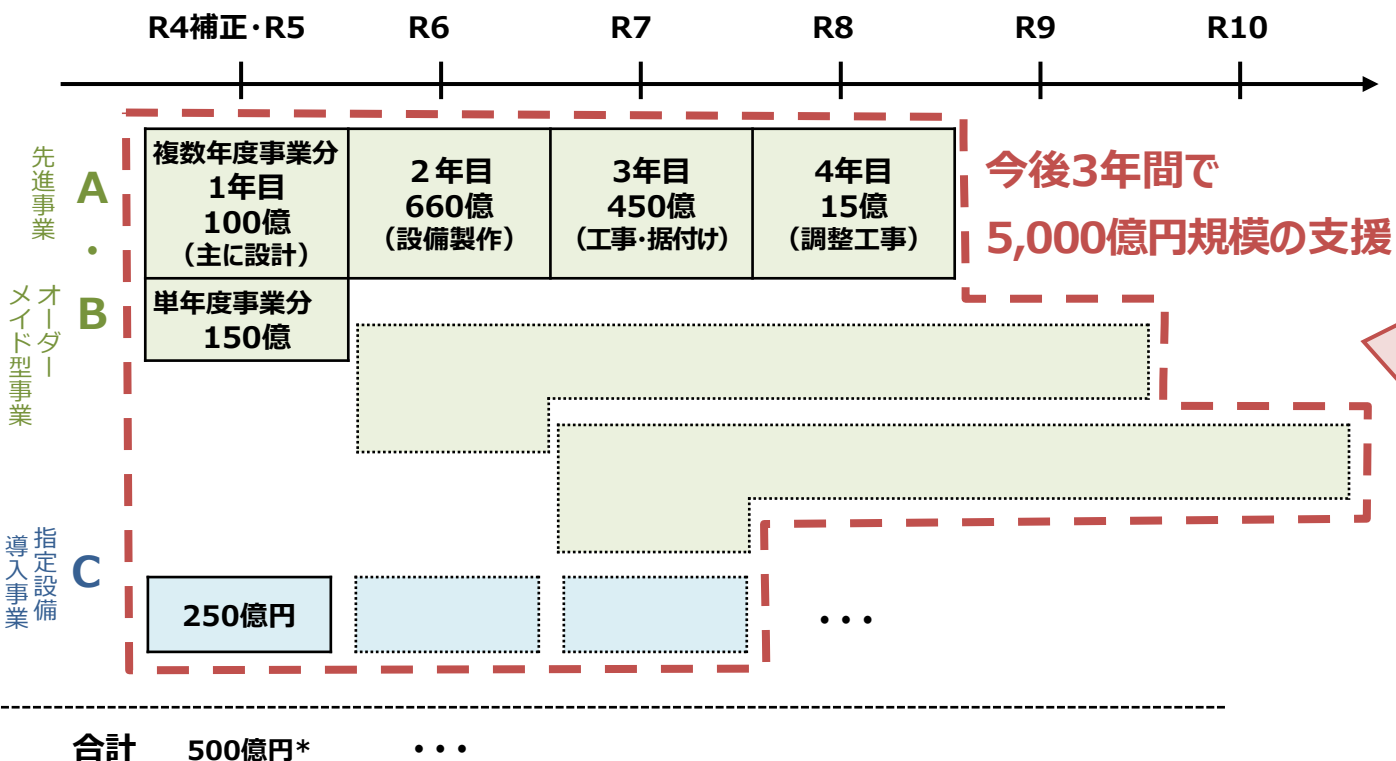 R4補正・R5
R6
R7
R8
R9
R10
先進事業
A
・
B
オーダー
メイド型事業
複数年度事業分
1年目
100億
（主に設計）
２年目
660億
（設備製作）
3年目
450億
（工事・据付け）
4年目
15億
（調整工事）
今後3年間で
5,000億円規模の支援
単年度事業分
150億
指定設備
導入事業
C
250億円
・・・
合計
500億円*
・・・